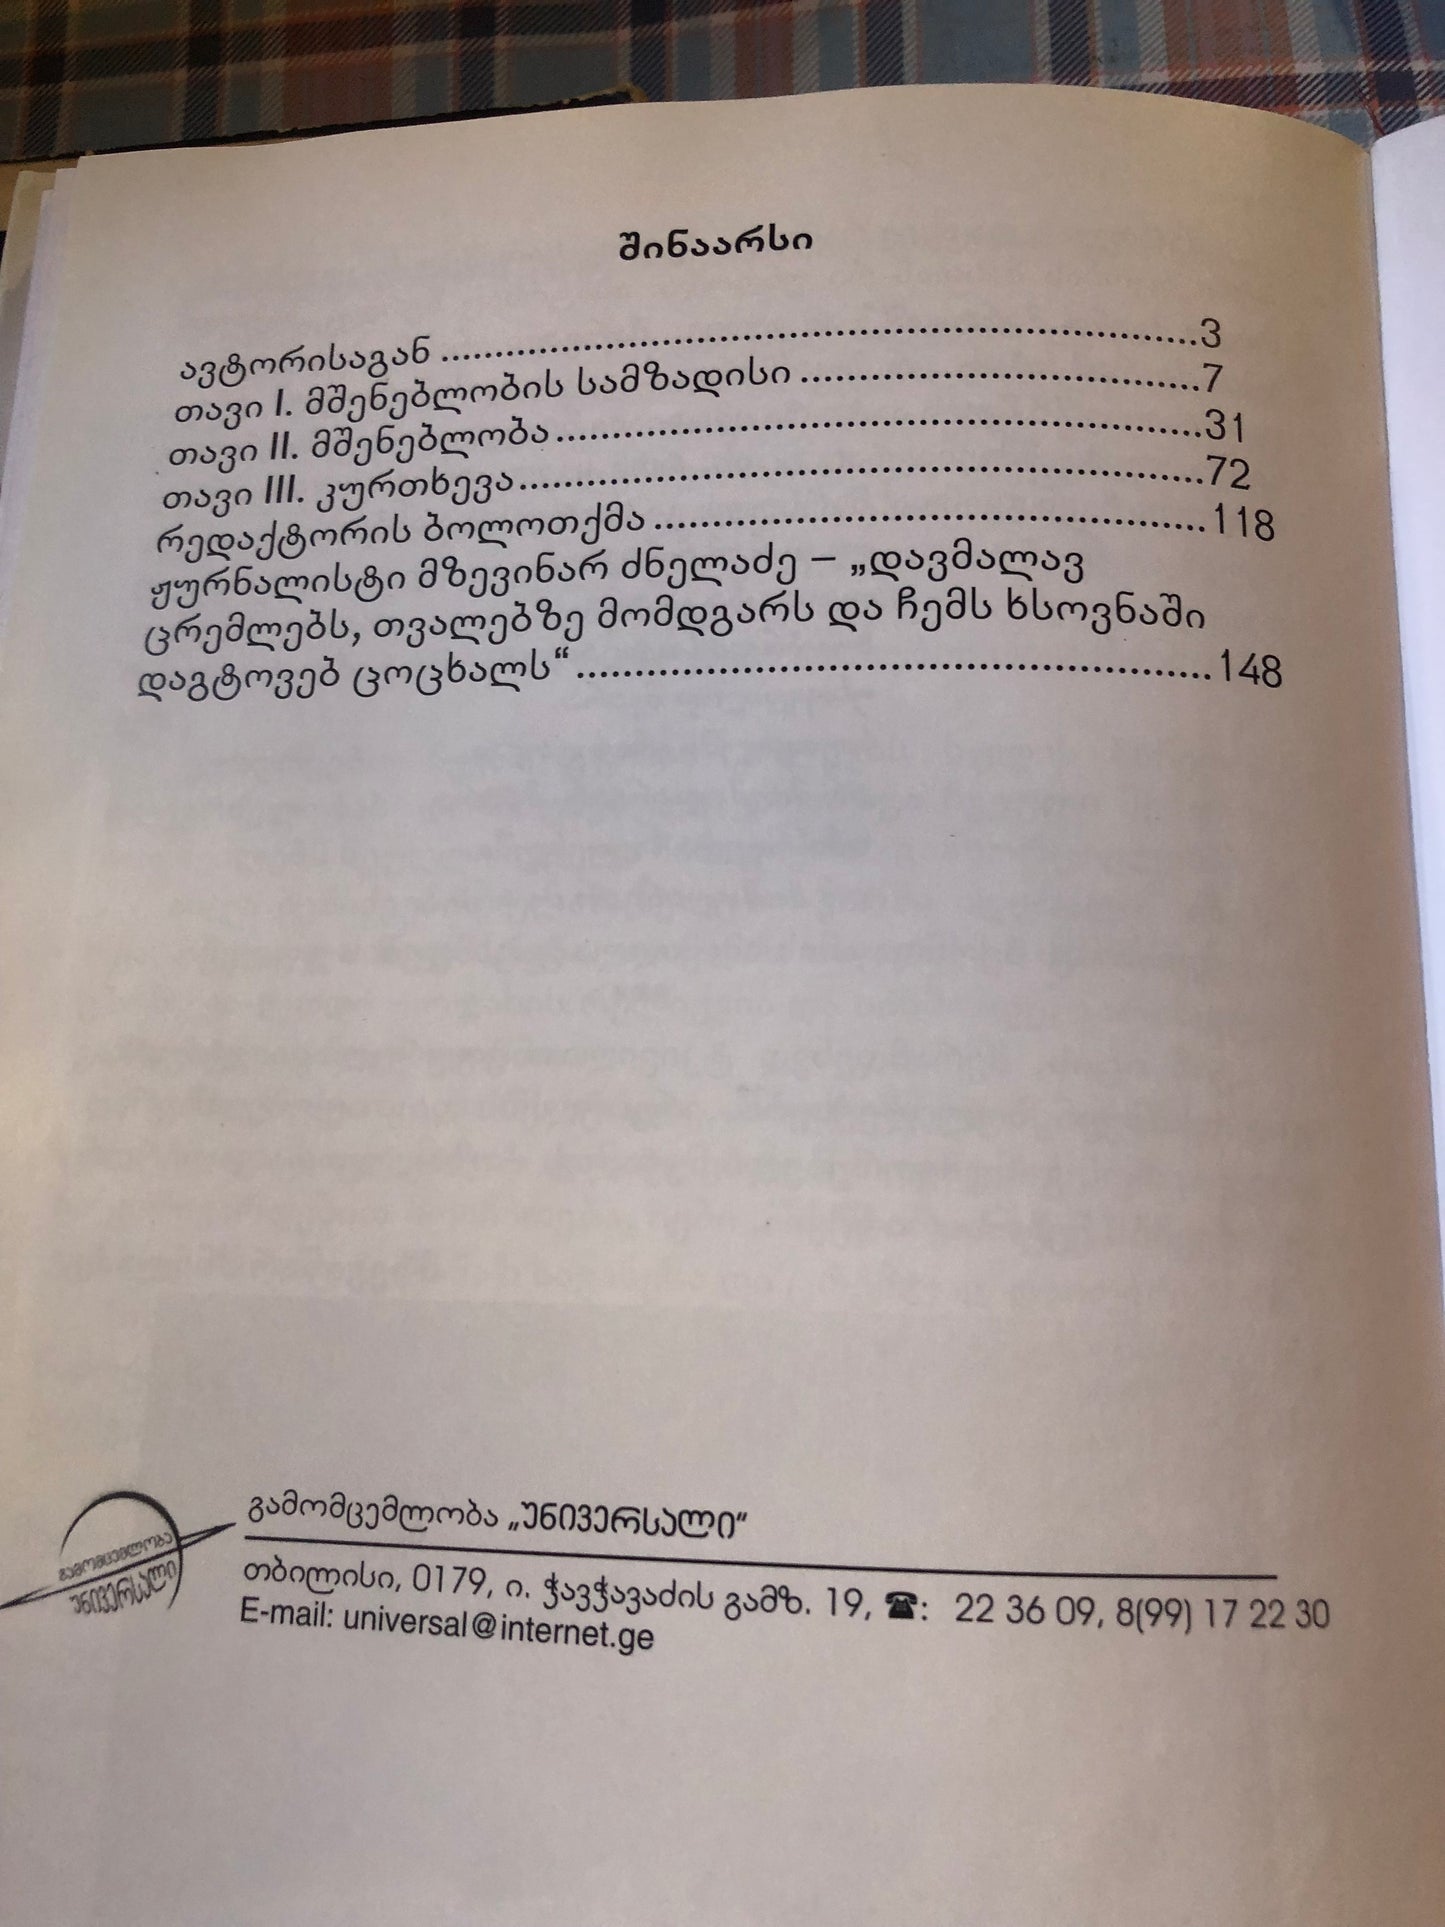 შინაარსი
ავტორისაგან ................................................................................3
თავი I. მშენებლობის სამზადისი ..........................................7
თავი II. მშენებლობა....................................................................31
თავი III. კურთხევა........................................................................72
რედაქტორის ბოლოთქმა ..........................................................118
ჟურნალისტი მზევინარ ძნელაძე – „დავმალავ
ცრემლებს, თვალებზე მომდგარს და ჩემს ხსოვნაში
დაგტოვებ ცოცხალს“..................................................................148
გამომცემლობა „უნივერსალი“
გამომცემლობა
უნივერსალი
თბილისი, 0179, ი. ჭავჭავაძის გამზ. 19, ☎: 22 36 09, 8(99) 17 22 30
E-mail: universal@internet.ge